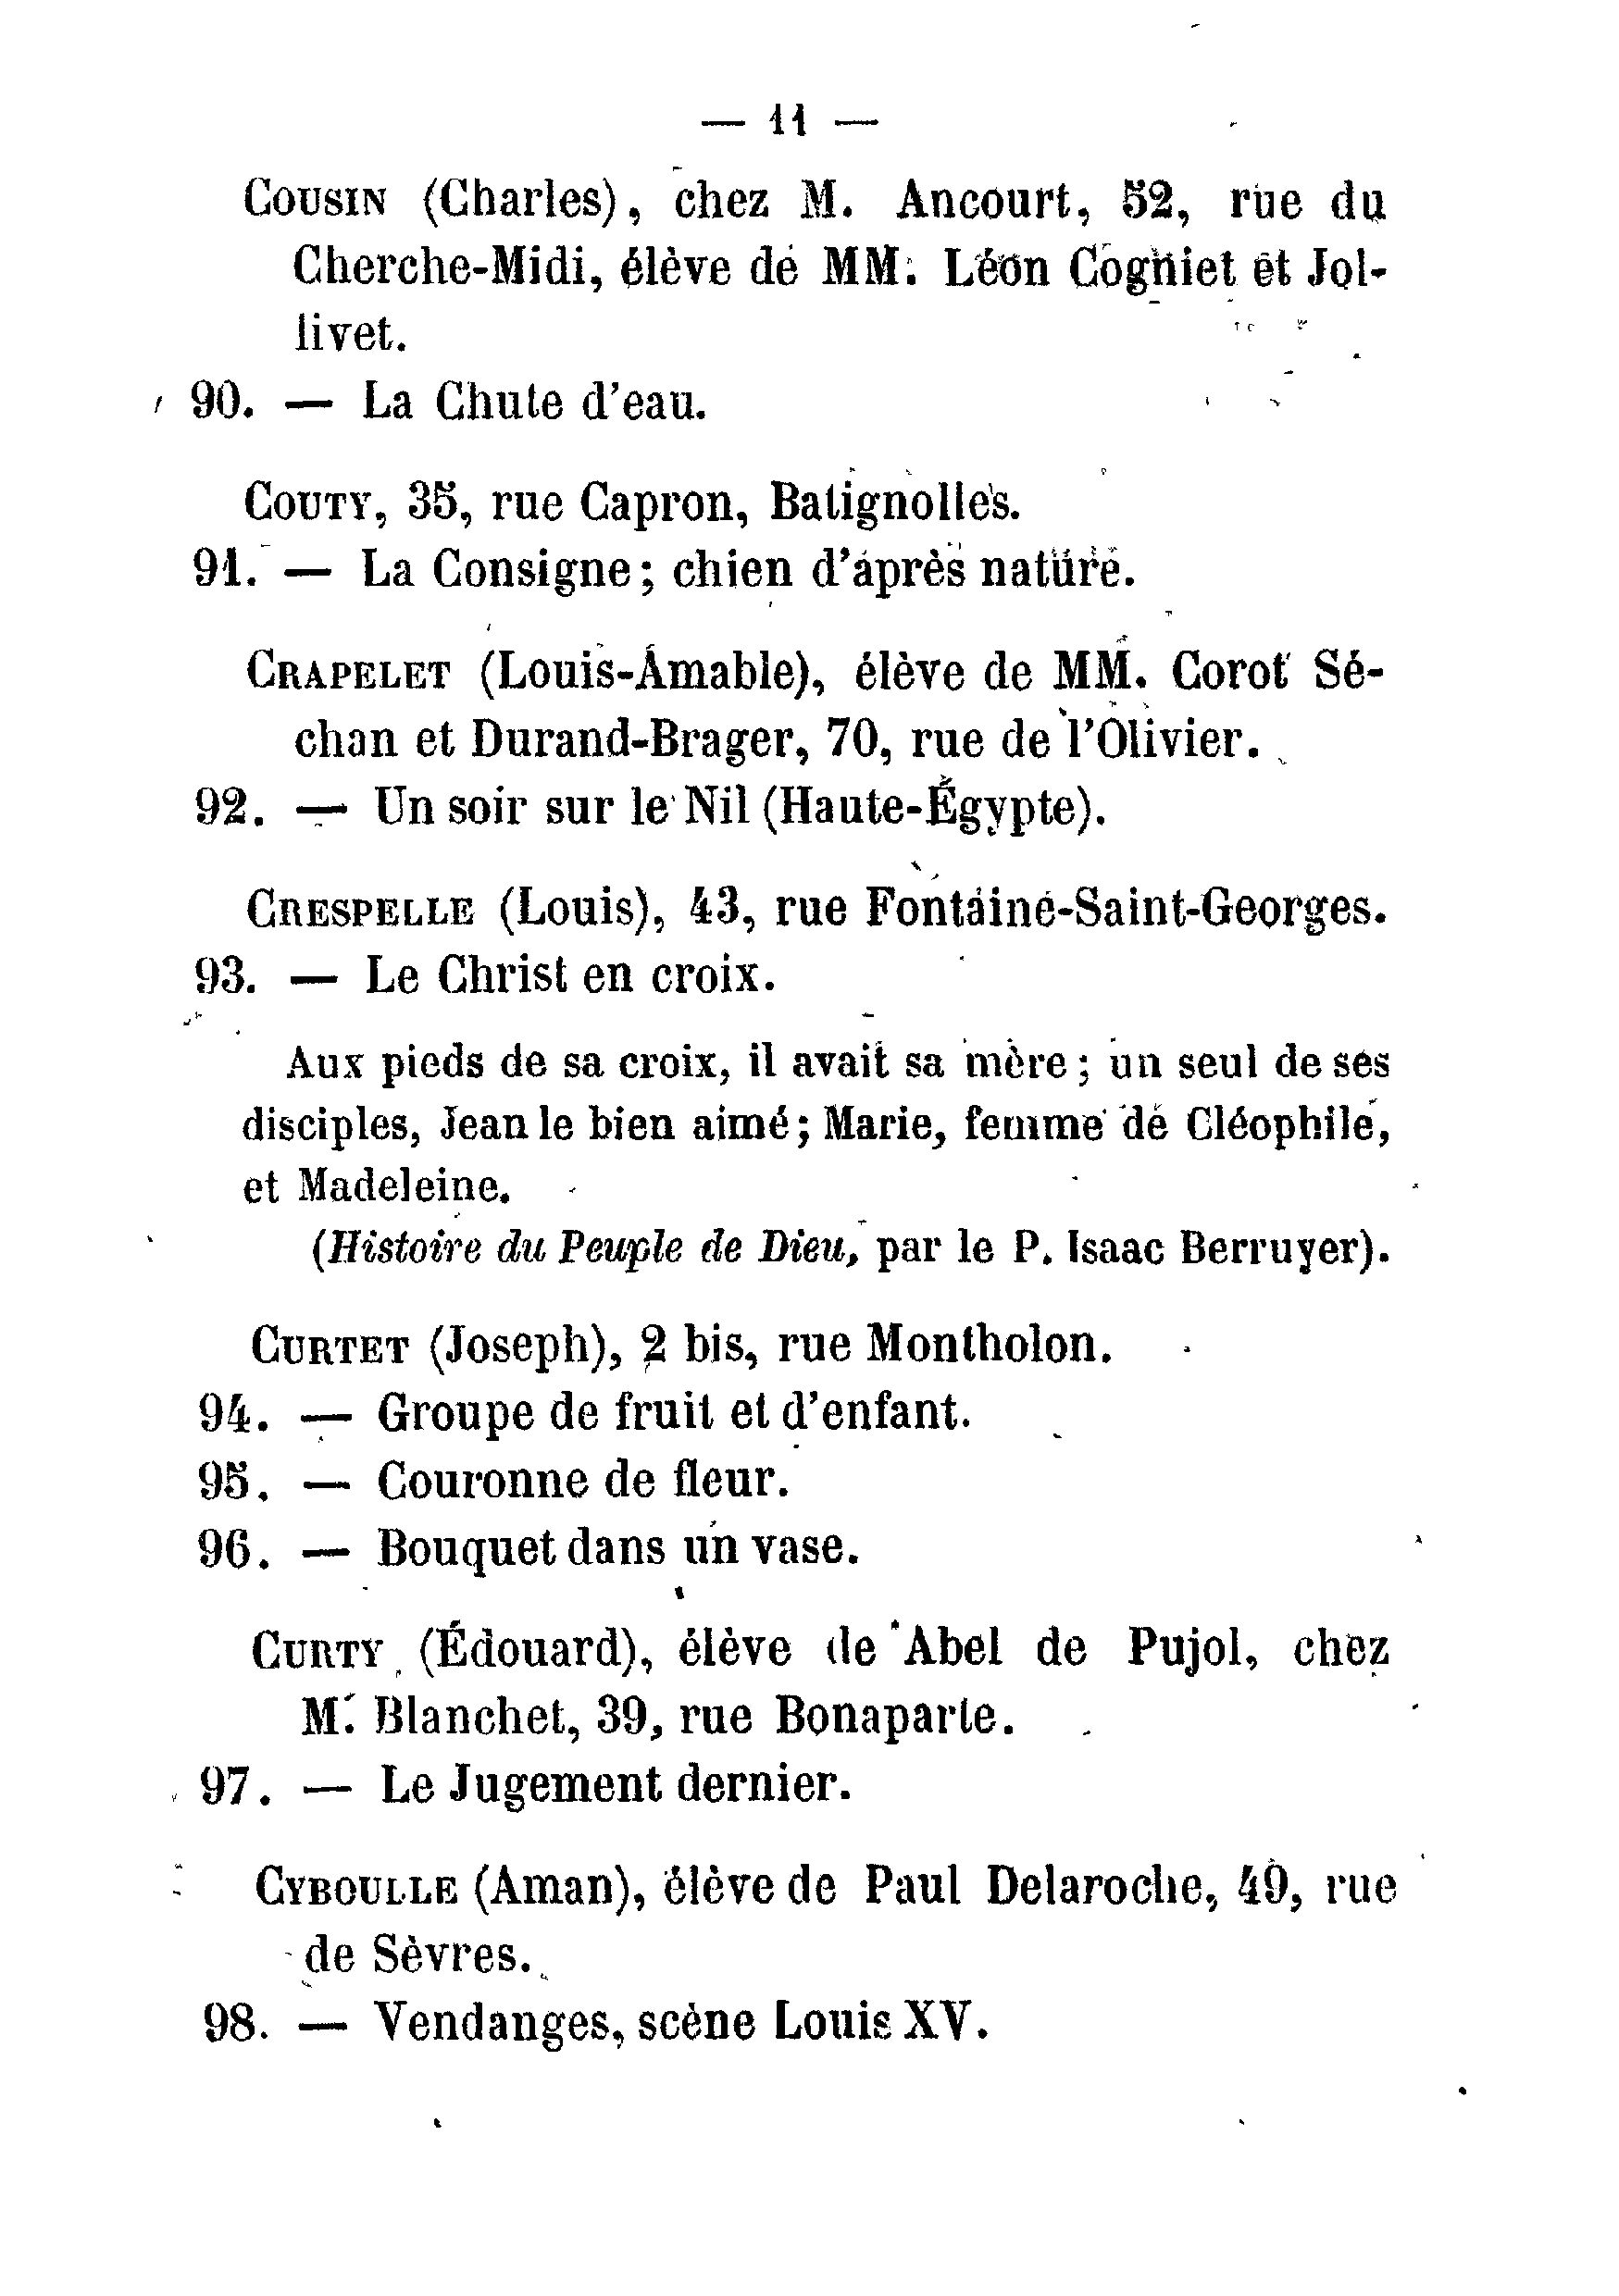 — 11 —
COUSIN (Charles), chez M. Ancourt, 52, rue du
Cherche-Midi, élève de MM. Léon Cogniet et Jol-
livet.
90. — La Chute d'eau.
COUTY, 35, rue Capron, Batignolles.
91. — La Consigne; chien d'après nature.
CRAPELET (Louis-Amable), élève de MM. Corot Sé-
chan et Durand-Brager, 70, rue de l'Olivier.
92. — Un soir sur le Nil (Haute-Égypte).
CRESPELLE (Louis), 43, rue Fontaine-Saint-Georges.
93. — Le Christ en croix.
Aux pieds de sa croix, il avait sa mère; un seul de ses
disciples, Jean le bien aimé; Marie, femme de Cléophile,
et Madeleine.
(Histoire du Peuple de Dieu, par le P. Isaac Berruyer).
CURTET (Joseph), 2 bis, rue Montholon.
94. — Groupe de fruit et d'enfant.
95. — Couronne de fleur.
96. — Bouquet dans un vase.
CURTY (Édouard), élève de Abel de Pujol, chez
M. Blanchet, 39, rue Bonaparte.
97. — Le Jugement dernier.
CYBOULLE (Aman), élève de Paul Delaroche, 49, rue
de Sèvres.
98. — Vendanges, scène Louis XV.